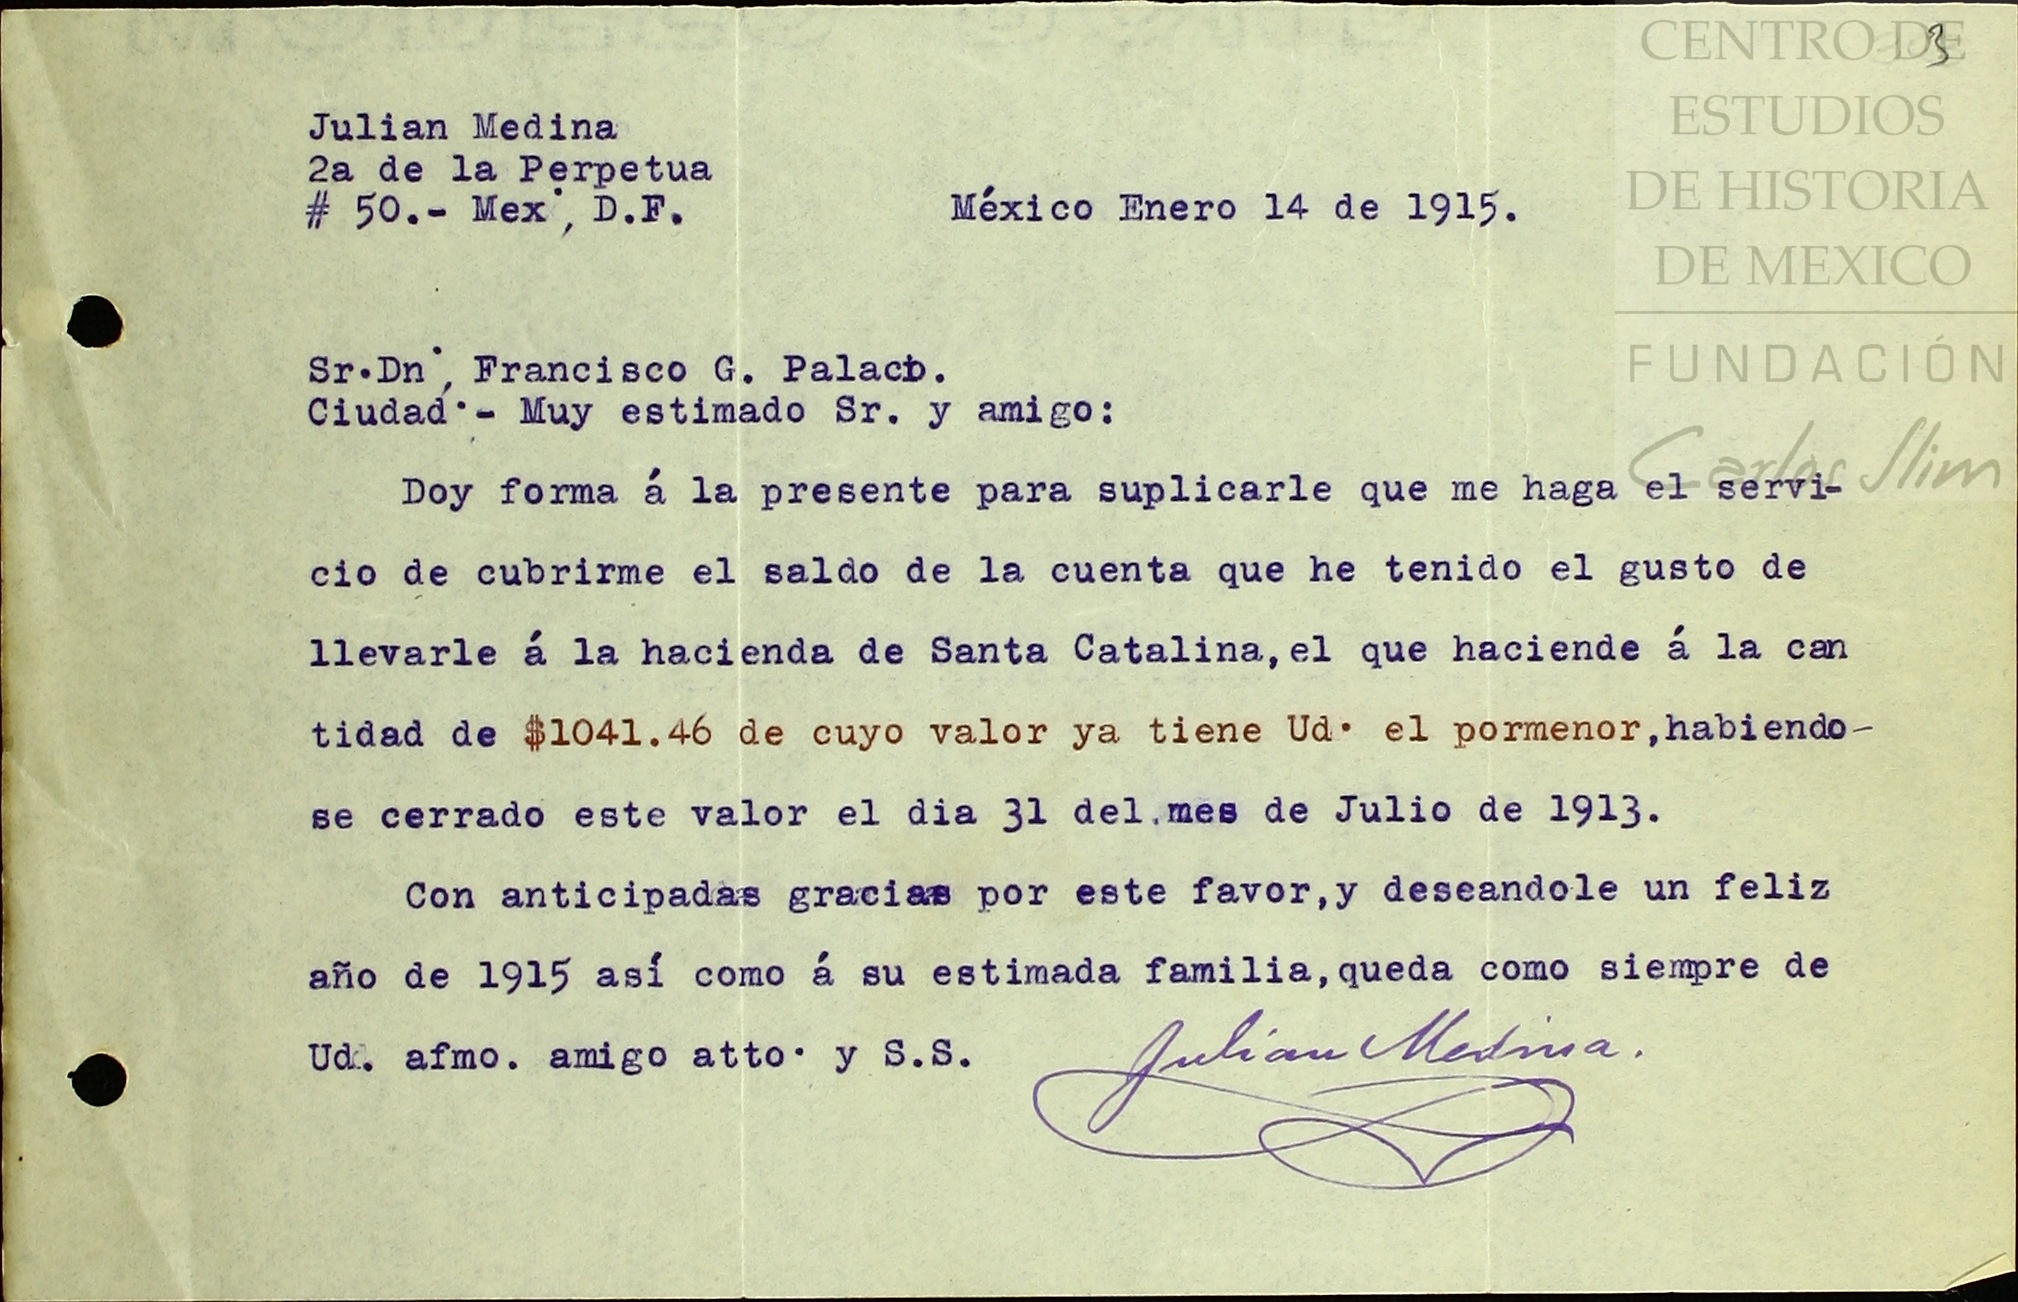 3
CENTRO DE
ESTUDIOS
DE HISTORIA
DE MEXICO
FUNDACIÓN
Carlos Slim
Julian Medina
2a de la Perpetua
# 50.- Mex., D.F.
México Enero 14 de 1915.
Sr.Dn., Francisco G. Palacio.
Ciudad.- Muy estimado Sr. y amigo:
Doy forma á la presente para suplicarle que me haga el servi-
cio de cubrirme el saldo de la cuenta que he tenido el gusto de
llevarle á la hacienda de Santa Catalina,el que haciende á la can
tidad de $1041.46 de cuyo valor ya tiene Ud. el pormenor,habiendo-
se cerrado este valor el dia 31 del mes de Julio de 1913.
Con anticipadas gracias por este favor,y deseandole un feliz
año de 1915 así como á su estimada familia,queda como siempre de
Ud. afmo. amigo atto. y S.S.
Julian Medina.